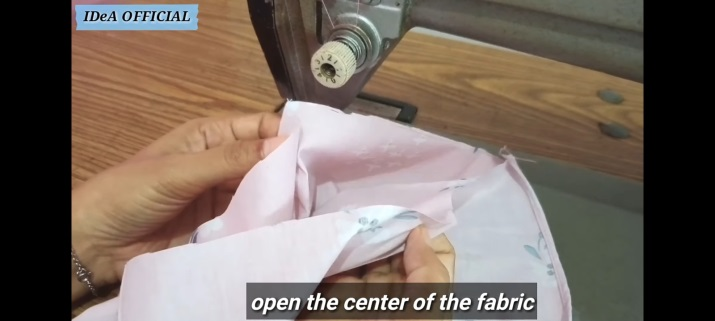 IDeA OFFICIAL
open the center of the fabric